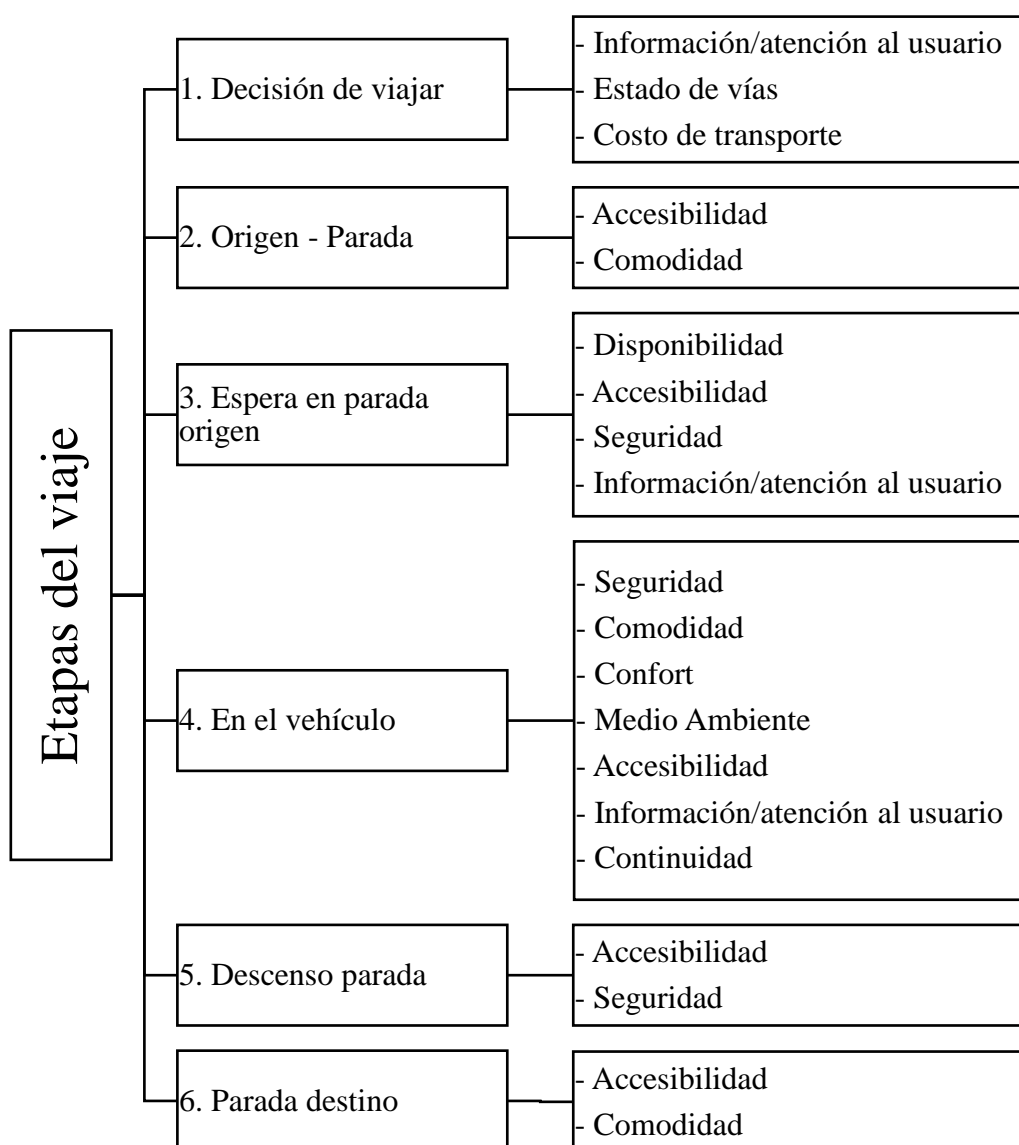 Etapas del viaje
1. Decisión de viajar
- Información/atención al usuario
- Estado de vías
- Costo de transporte
2. Origen - Parada
- Accesibilidad
- Comodidad
3. Espera en parada
origen
- Disponibilidad
- Accesibilidad
- Seguridad
- Información/atención al usuario
4. En el vehículo
- Seguridad
- Comodidad
- Confort
- Medio Ambiente
- Accesibilidad
- Información/atención al usuario
- Continuidad
5. Descenso parada
- Accesibilidad
- Seguridad
6. Parada destino
- Accesibilidad
- Comodidad